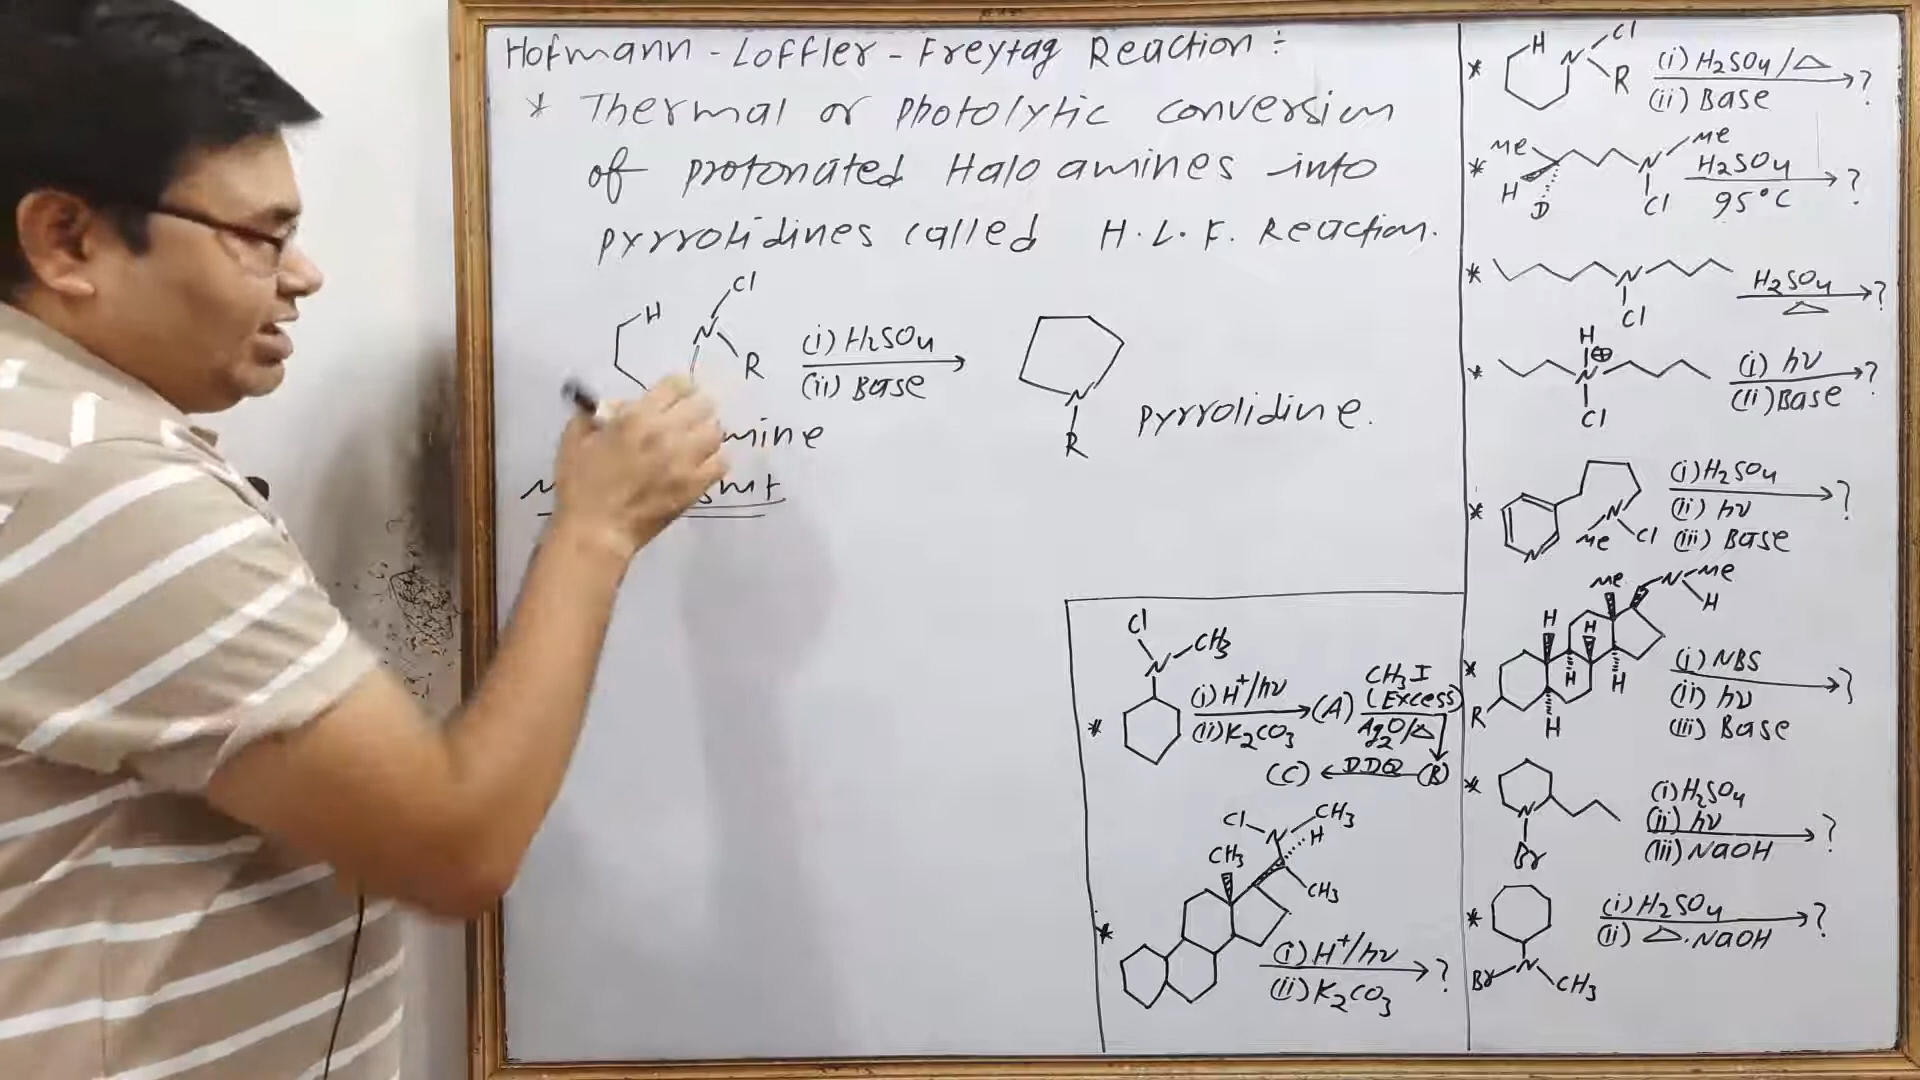 Hofmann - Loffler - Freytag Reaction :
* Thermal or Photolytic conversion
of protonated Halo amines into
pyrrolidines called H.L.F. Reaction.
H N Cl R
(i) H2SO4
(ii) Base
N
R
pyrrolidine.
mine
* Cl N CH3
(i) H+/hν
(ii) K2CO3
(A)
CH3I
(Excess)
Ag2O/△
(B)
DDQ
(C)
* Cl N CH3
H
CH3
CH3
(i) H+/hν
(ii) K2CO3
?
* H N Cl R
(i) H2SO4/△
(ii) Base
?
* Me H D N Me Cl
H2SO4
95°C
?
* N Cl
H2SO4
△
?
* H N ⊕ Cl
(i) hν
(ii) Base
?
* N N Me Cl
(i) H2SO4
(ii) hν
(iii) Base
?
* Me N Me H
H H
H H
R H
(i) NBS
(ii) hν
(iii) Base
?
* N Br
(i) H2SO4
(ii) hν
(iii) NaOH
?
* Br N CH3
(i) H2SO4
(ii) △.NaOH
?